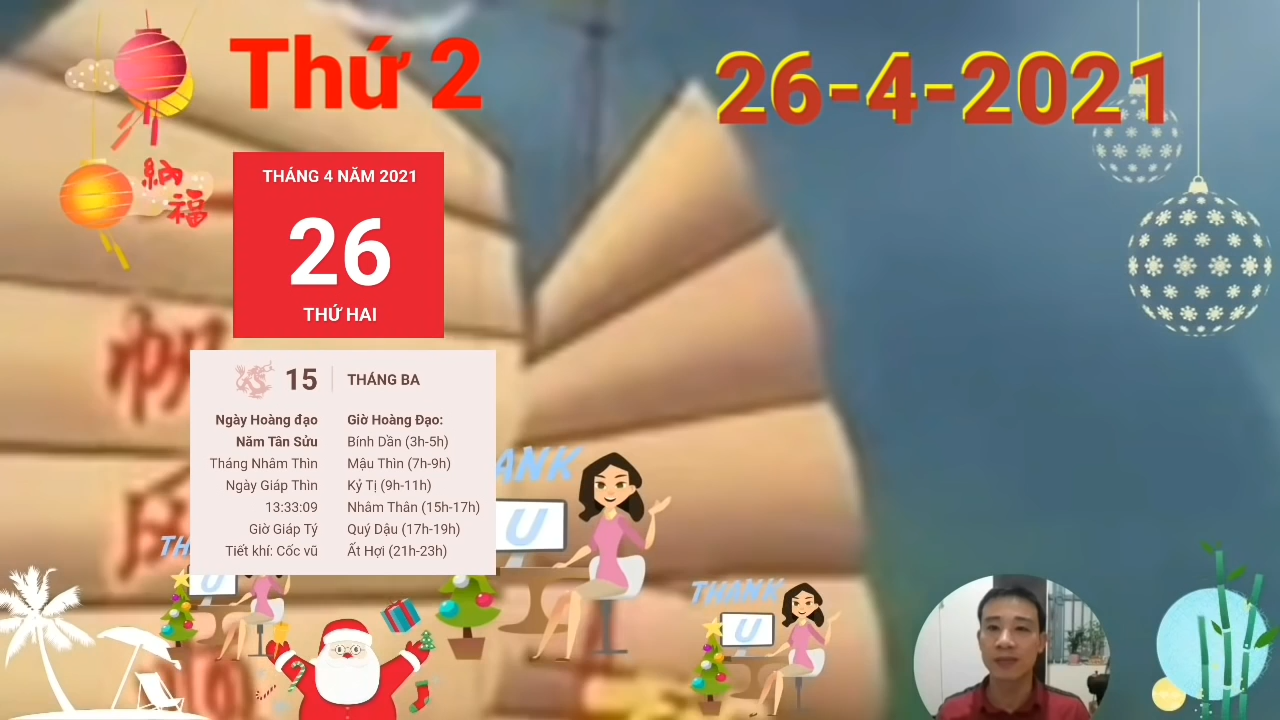 Thứ 2
26-4-2021
納
福
THÁNG 4 NĂM 2021
26
THỨ HAI
15
THÁNG BA
Ngày Hoàng đạo
Năm Tân Sửu
Tháng Nhâm Thìn
Ngày Giáp Thìn
13:33:09
Giờ Giáp Tý
Tiết khí: Cốc vũ
Giờ Hoàng Đạo:
Bính Dần (3h-5h)
Mậu Thìn (7h-9h)
Kỷ Tị (9h-11h)
Nhâm Thân (15h-17h)
Quý Dậu (17h-19h)
Ất Hợi (21h-23h)
ANK
U
TH
U
THANK
U